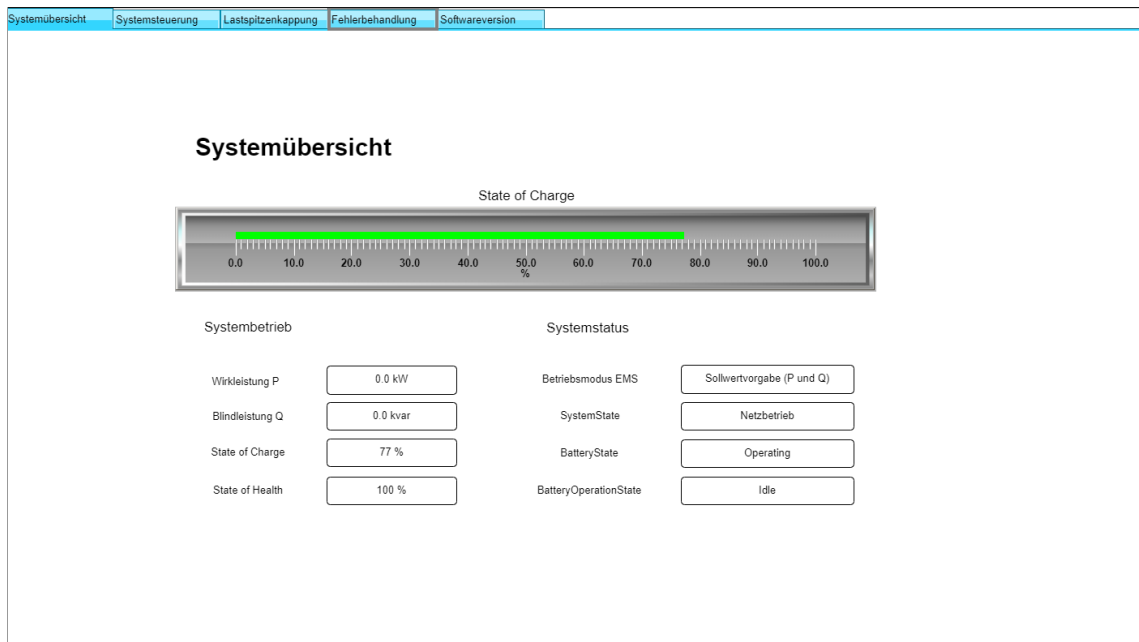 Systemübersicht Systemsteuerung Lastspitzenkappung Fehlerbehandlung Softwareversion
Systemübersicht
State of Charge
0.0 10.0 20.0 30.0 40.0 50.0 60.0 70.0 80.0 90.0 100.0
%
Systembetrieb Systemstatus
Wirkleistung P 0.0 kW Betriebsmodus EMS Sollwertvorgabe (P und Q)
Blindleistung Q 0.0 kvar SystemState Netzbetrieb
State of Charge 77 % BatteryState Operating
State of Health 100 % BatteryOperationState Idle